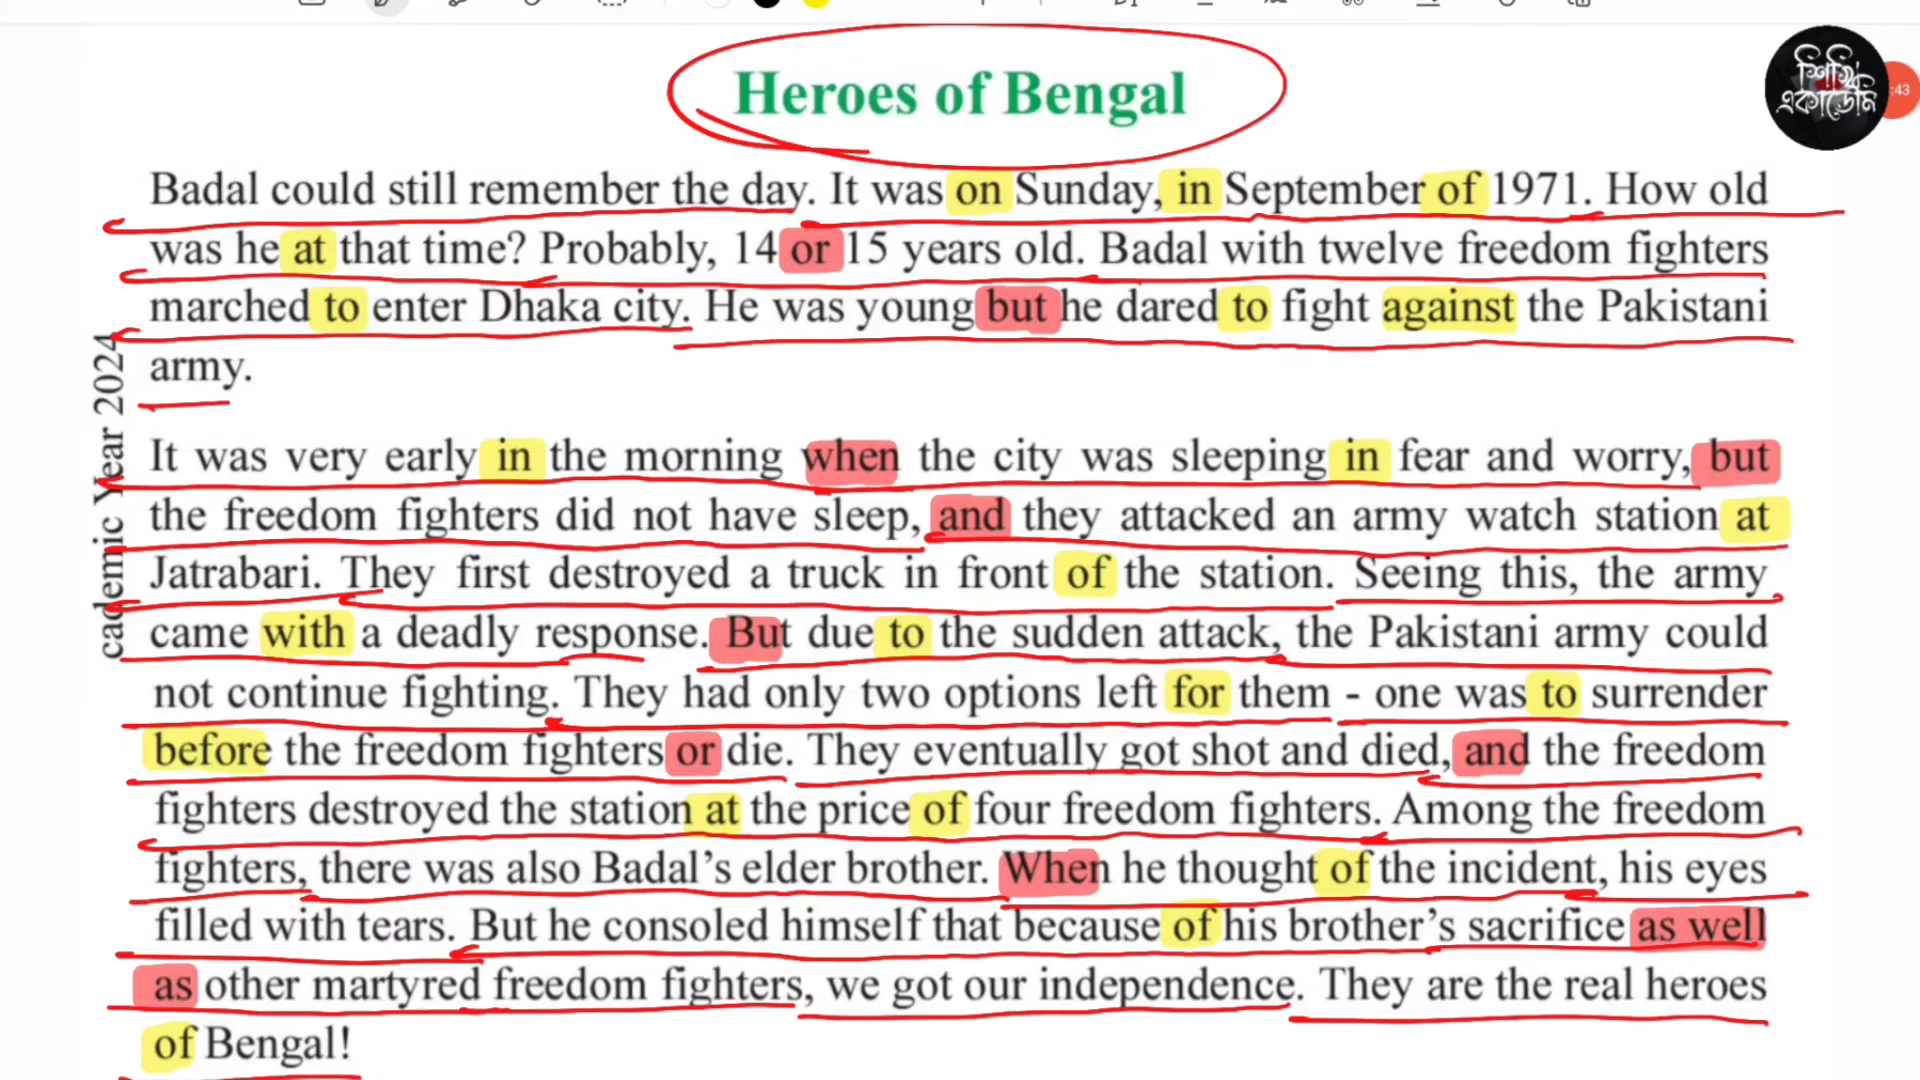 Heroes of Bengal
শিখি
একাডেমি
:43
Badal could still remember the day. It was on Sunday, in September of 1971. How old
was he at that time? Probably, 14 or 15 years old. Badal with twelve freedom fighters
marched to enter Dhaka city. He was young but he dared to fight against the Pakistani
army.
cademic Year 2024
It was very early in the morning when the city was sleeping in fear and worry, but
the freedom fighters did not have sleep, and they attacked an army watch station at
Jatrabari. They first destroyed a truck in front of the station. Seeing this, the army
came with a deadly response. But due to the sudden attack, the Pakistani army could
not continue fighting. They had only two options left for them - one was to surrender
before the freedom fighters or die. They eventually got shot and died, and the freedom
fighters destroyed the station at the price of four freedom fighters. Among the freedom
fighters, there was also Badal’s elder brother. When he thought of the incident, his eyes
filled with tears. But he consoled himself that because of his brother’s sacrifice as well
as other martyred freedom fighters, we got our independence. They are the real heroes
of Bengal!